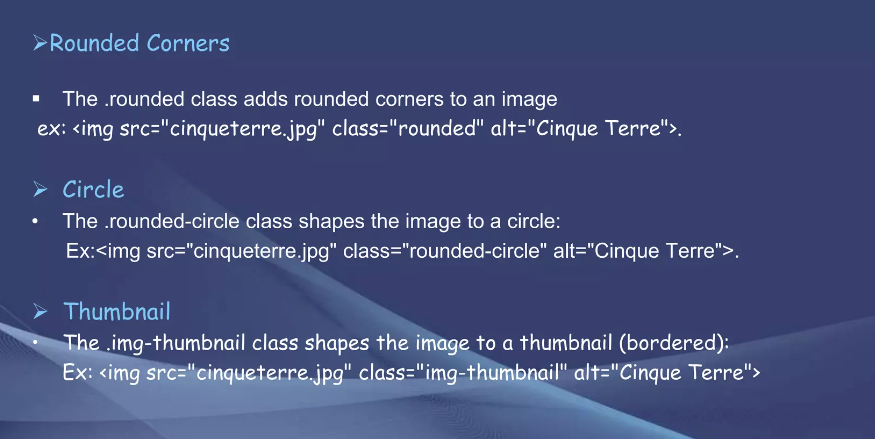 ➢Rounded Corners
▪ The .rounded class adds rounded corners to an image
ex: <img src="cinqueterre.jpg" class="rounded" alt="Cinque Terre">.
➢ Circle
• The .rounded-circle class shapes the image to a circle:
Ex:<img src="cinqueterre.jpg" class="rounded-circle" alt="Cinque Terre">.
➢ Thumbnail
• The .img-thumbnail class shapes the image to a thumbnail (bordered):
Ex: <img src="cinqueterre.jpg" class="img-thumbnail" alt="Cinque Terre">